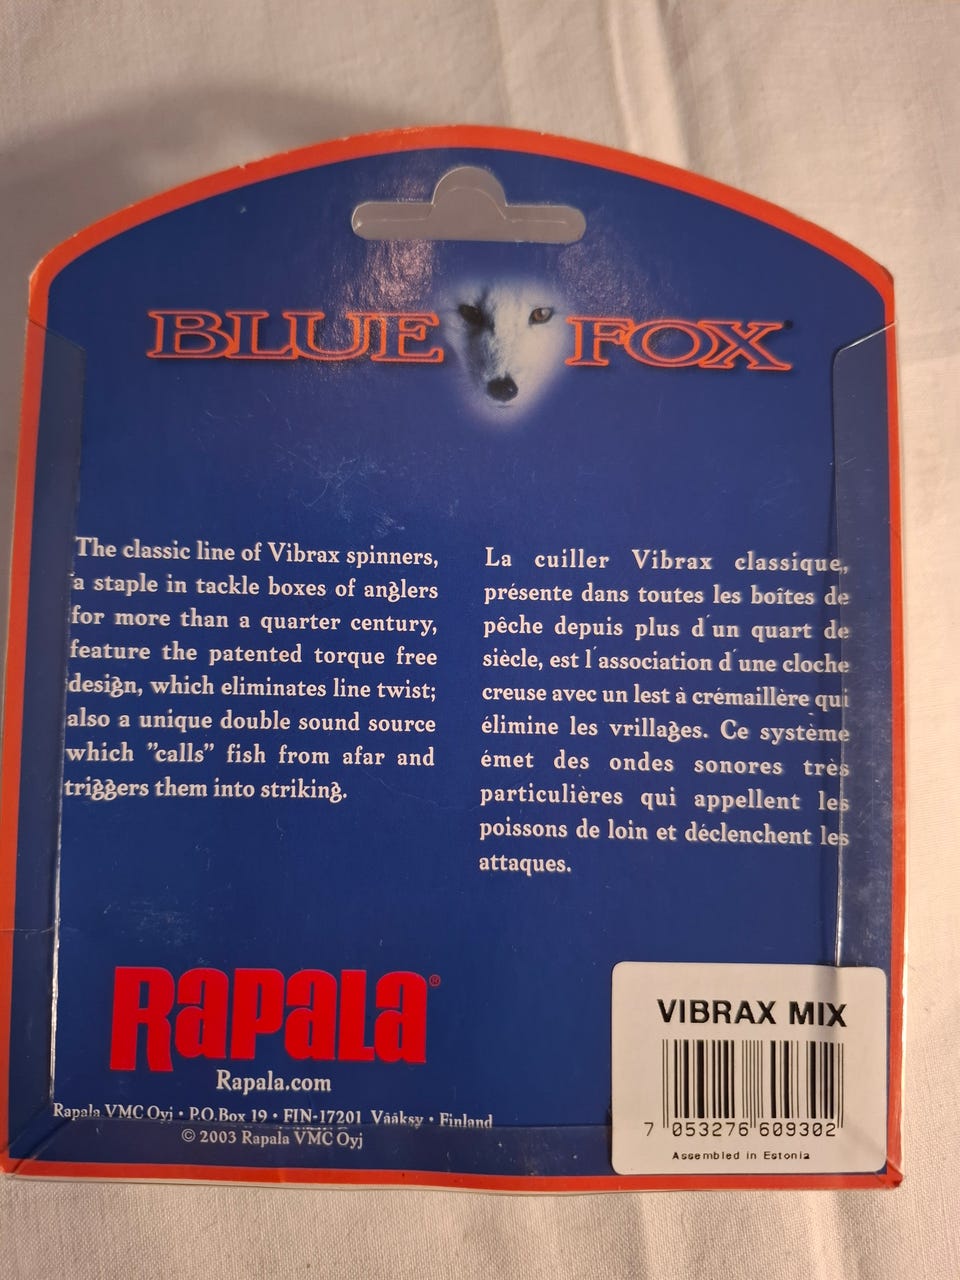 BLUE FOX
The classic line of Vibrax spinners,
a staple in tackle boxes of anglers
for more than a quarter century,
feature the patented torque free
design, which eliminates line twist;
also a unique double sound source
which "calls" fish from afar and
triggers them into striking.
La cuiller Vibrax classique,
présente dans toutes les boîtes de
pêche depuis plus d'un quart de
siècle, est l'association d'une cloche
creuse avec un lest à crémaillère qui
élimine les vrillages. Ce système
émet des ondes sonores très
particulières qui appellent les
poissons de loin et déclenchent les
attaques.
RAPALA®
Rapala.com
Rapala VMC Oyj • P.O.Box 19 • FIN-17201 Vääksy • Finland
© 2003 Rapala VMC Oyj
VIBRAX MIX
7 053276 609302
Assembled in Estonia